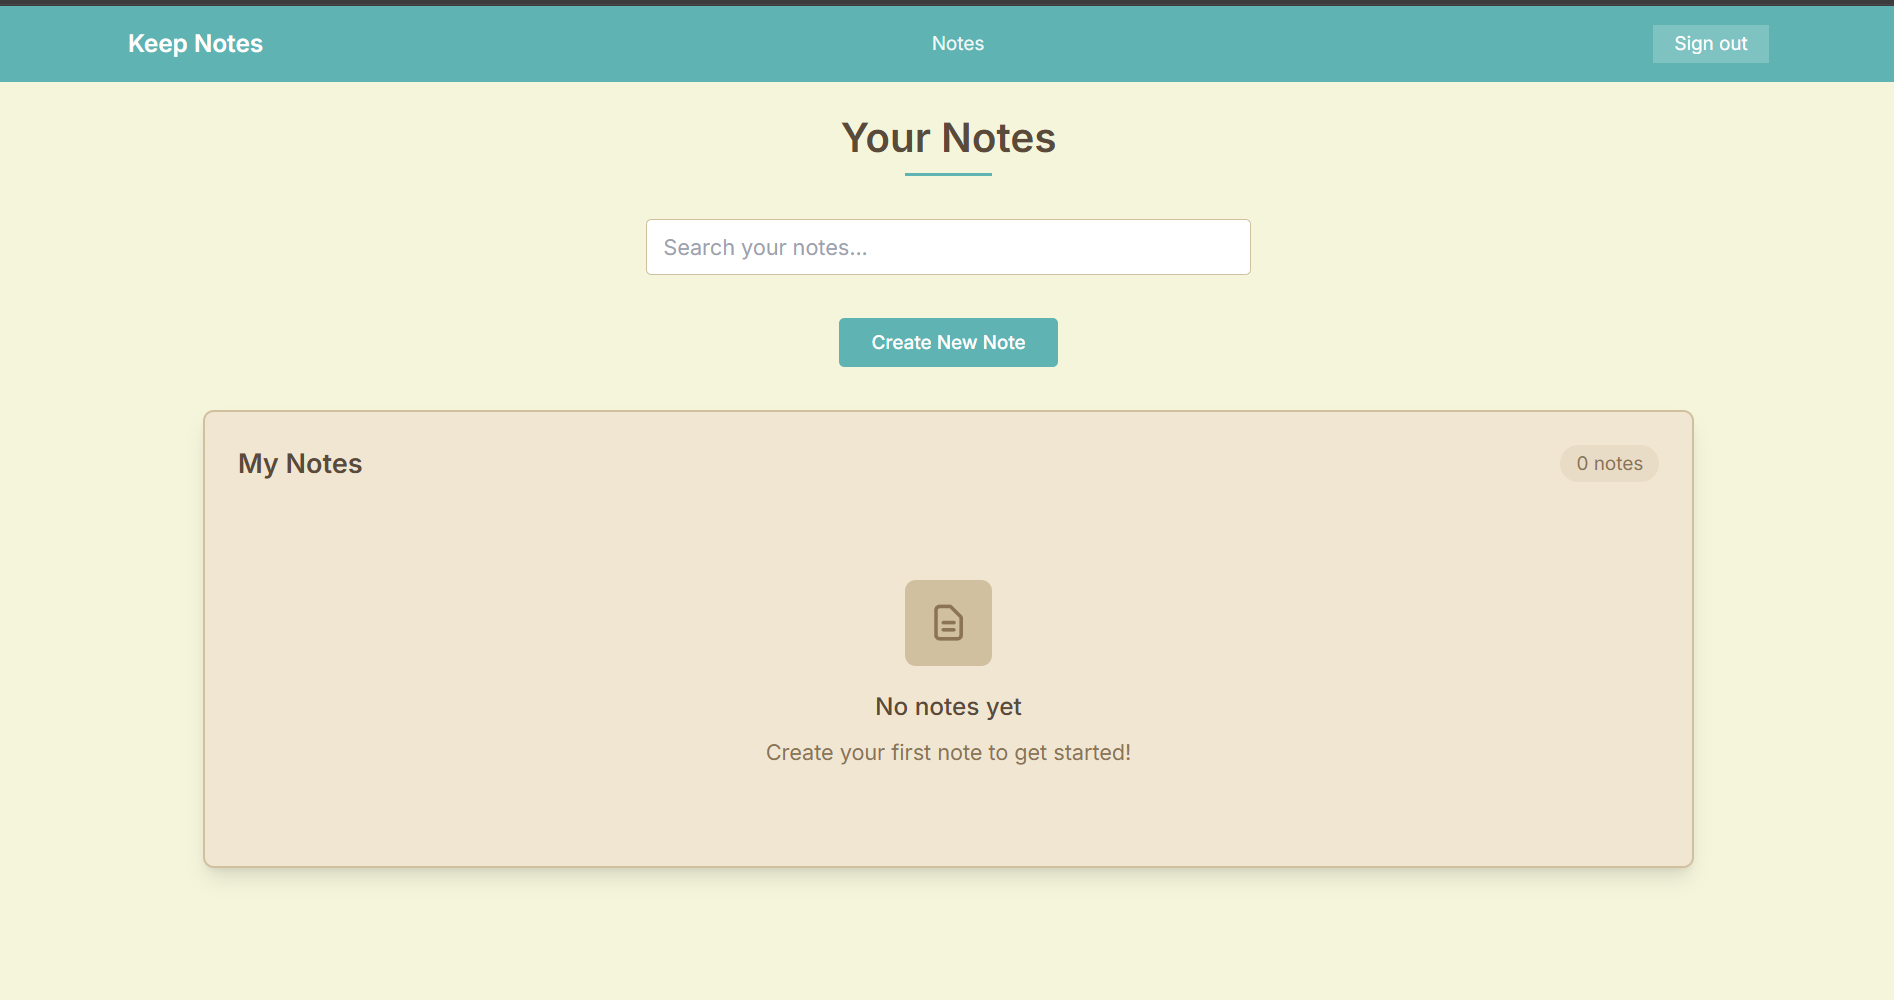 Keep Notes
Notes
Sign out
Your Notes
Search your notes...
Create New Note
My Notes
0 notes
No notes yet
Create your first note to get started!